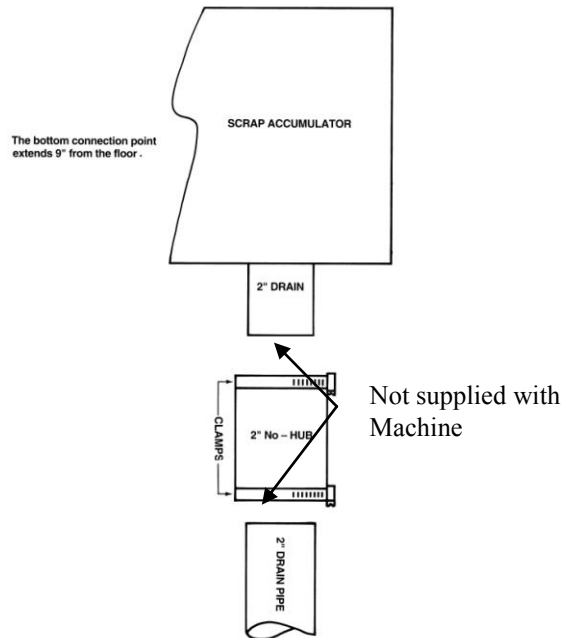 SCRAP ACCUMULATOR
The bottom connection point
extends 9" from the floor.
2" DRAIN
Not supplied with
Machine
CLAMPS
2" No – HUB
2" DRAIN PIPE